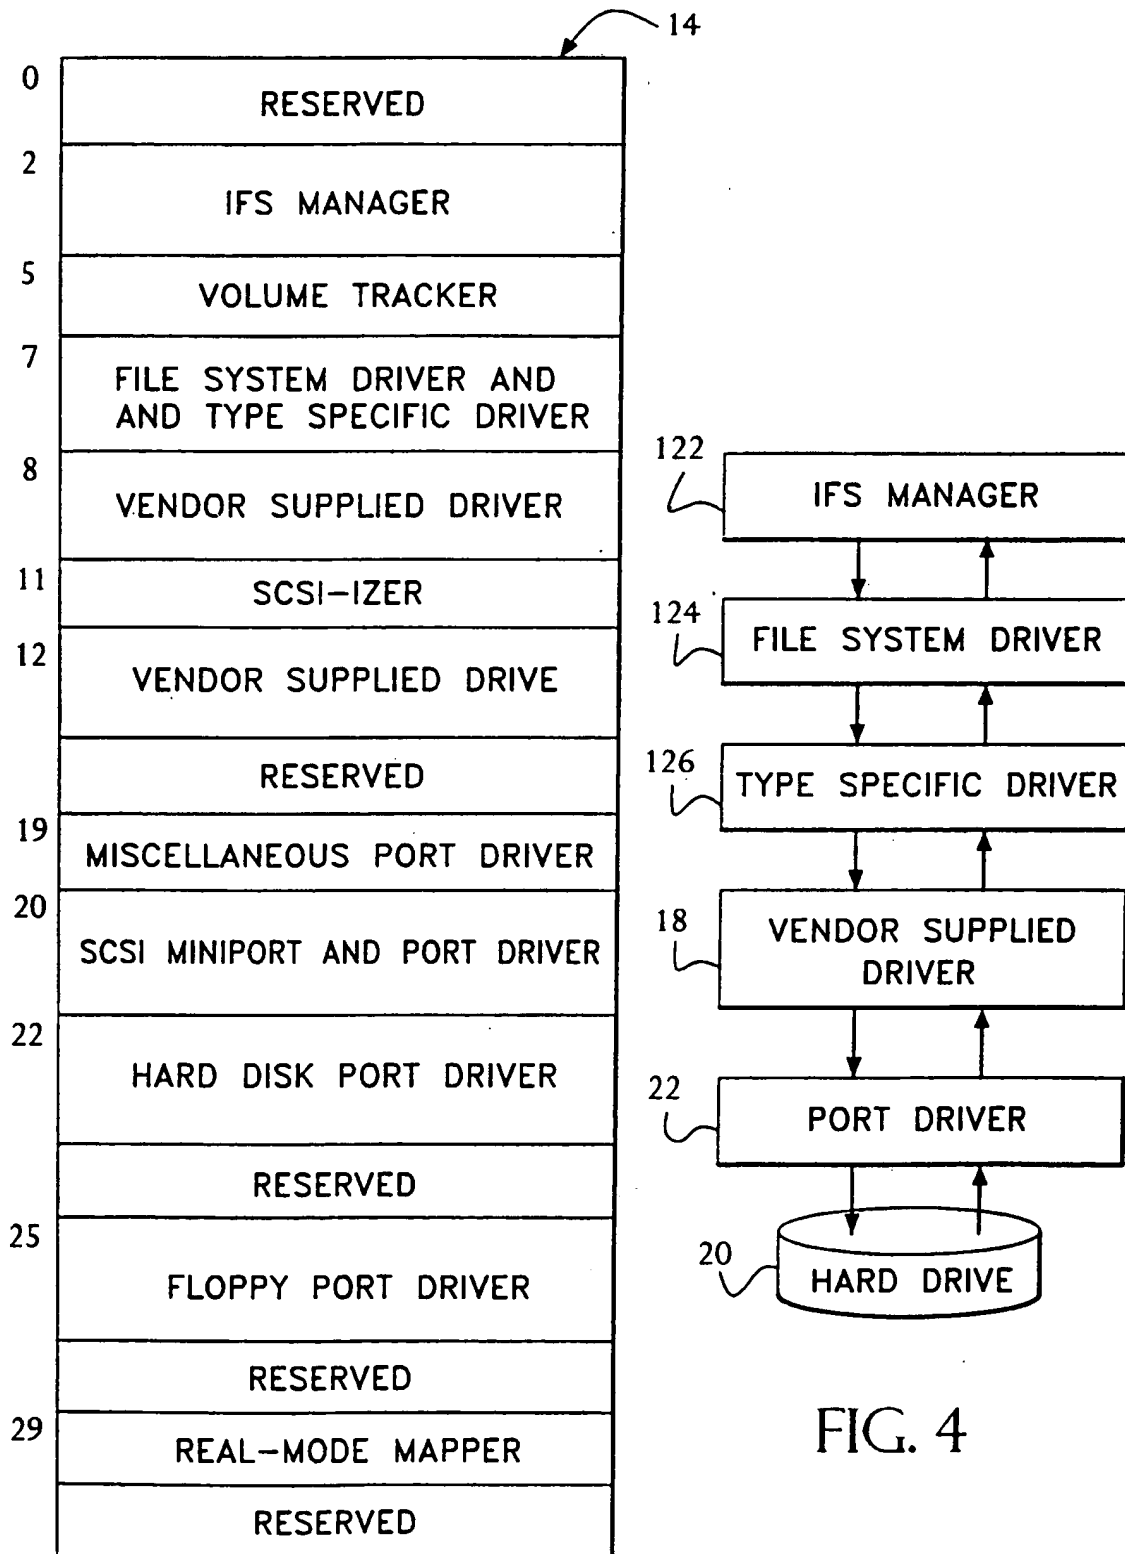 14
0
RESERVED
2
IFS MANAGER
5
VOLUME TRACKER
7
FILE SYSTEM DRIVER AND
AND TYPE SPECIFIC DRIVER
8
VENDOR SUPPLIED DRIVER
11
SCSI-IZER
12
VENDOR SUPPLIED DRIVE
RESERVED
19
MISCELLANEOUS PORT DRIVER
20
SCSI MINIPORT AND PORT DRIVER
22
HARD DISK PORT DRIVER
RESERVED
25
FLOPPY PORT DRIVER
RESERVED
29
REAL-MODE MAPPER
RESERVED
122
IFS MANAGER
124
FILE SYSTEM DRIVER
126
TYPE SPECIFIC DRIVER
18
VENDOR SUPPLIED
DRIVER
22
PORT DRIVER
20
HARD DRIVE
FIG. 4